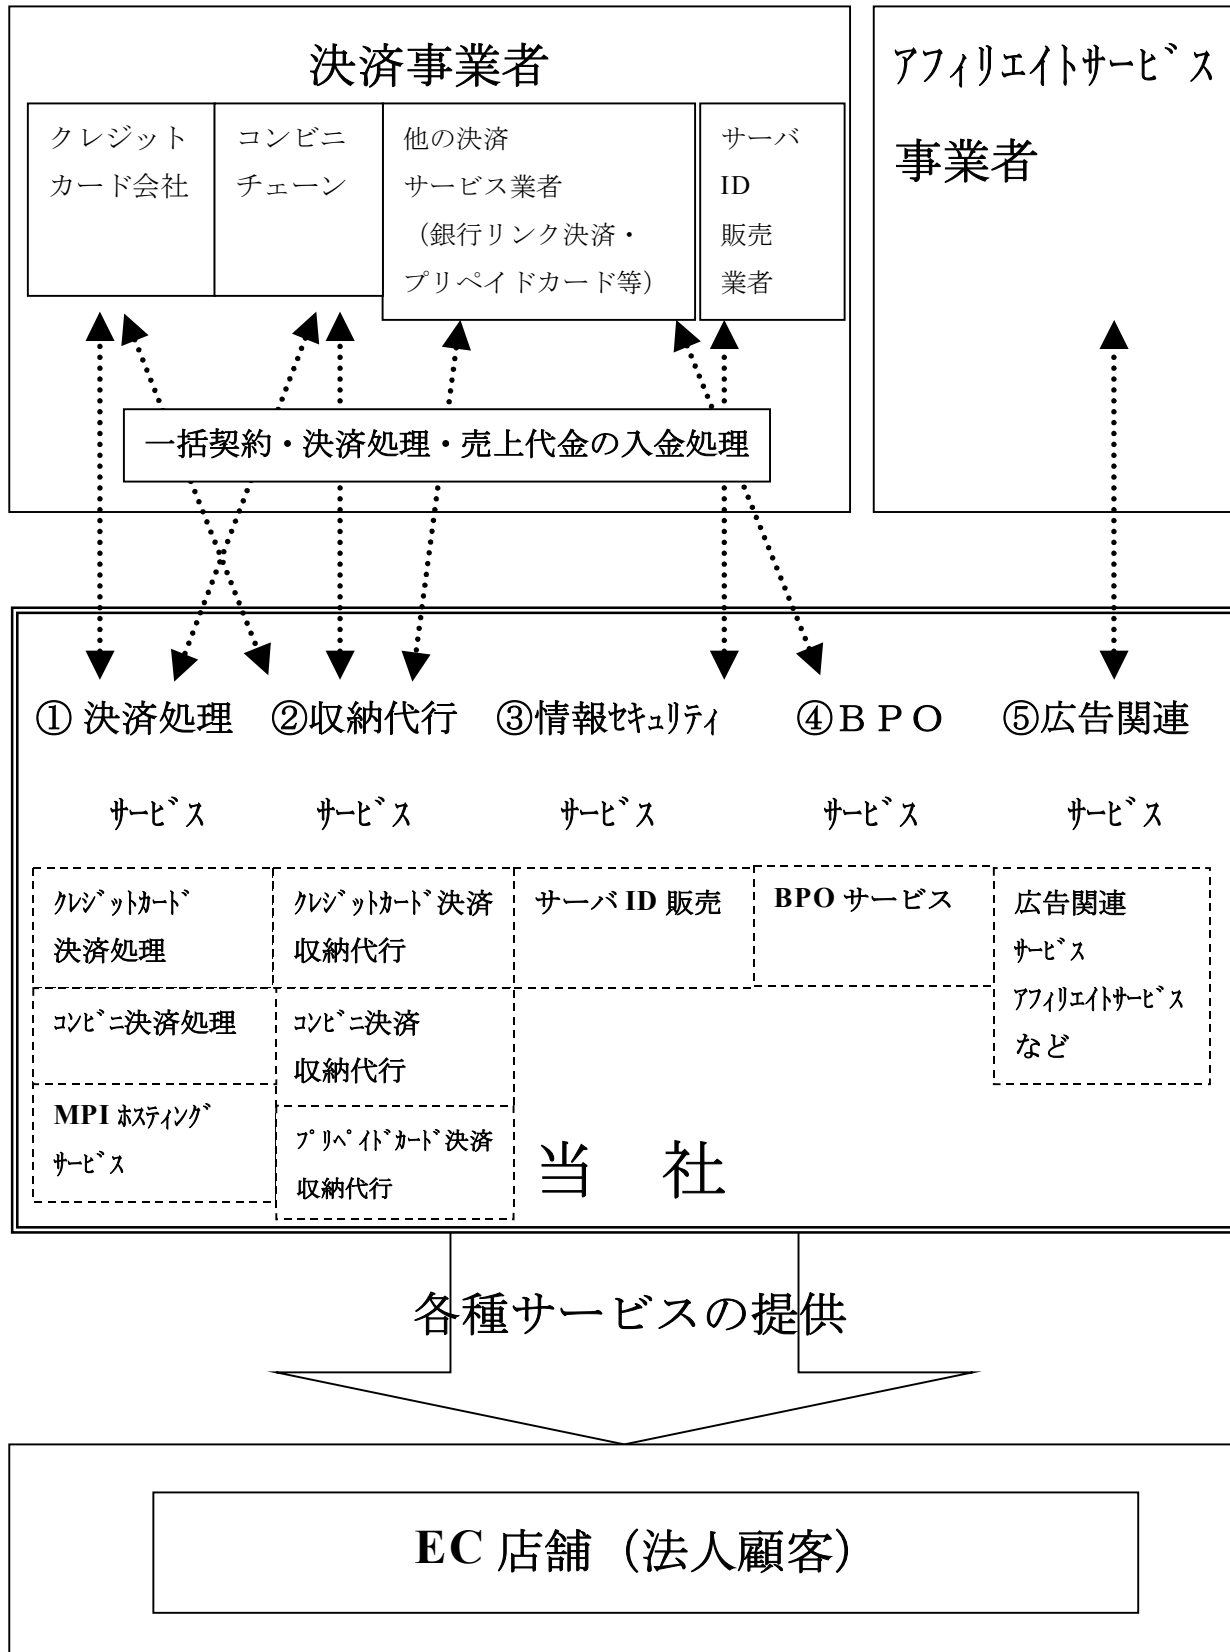 決済事業者
クレジット
カード会社
コンビニ
チェーン
他の決済
サービス業者
（銀行リンク決済・
プリペイドカード等）
サーバ
ID
販売
業者
ｱﾌｨﾘｴｲﾄｻｰﾋﾞｽ
事業者
一括契約・決済処理・売上代金の入金処理
①決済処理
ｻｰﾋﾞｽ
②収納代行
ｻｰﾋﾞｽ
③情報ｾｷｭﾘﾃｨ
ｻｰﾋﾞｽ
④ＢＰＯ
ｻｰﾋﾞｽ
⑤広告関連
ｻｰﾋﾞｽ
ｸﾚｼﾞｯﾄｶｰﾄﾞ
決済処理
ｺﾝﾋﾞﾆ決済処理
MPI ﾎｽﾃｨﾝｸﾞ
ｻｰﾋﾞｽ
ｸﾚｼﾞｯﾄｶｰﾄﾞ決済
収納代行
ｺﾝﾋﾞﾆ決済
収納代行
ﾌﾟﾘﾍﾟｲﾄﾞｶｰﾄﾞ決済
収納代行
サーバ ID 販売
BPO サービス
広告関連
ｻｰﾋﾞｽ
ｱﾌｨﾘｴｲﾄｻｰﾋﾞｽ
など
当　社
各種サービスの提供
EC 店舗（法人顧客）